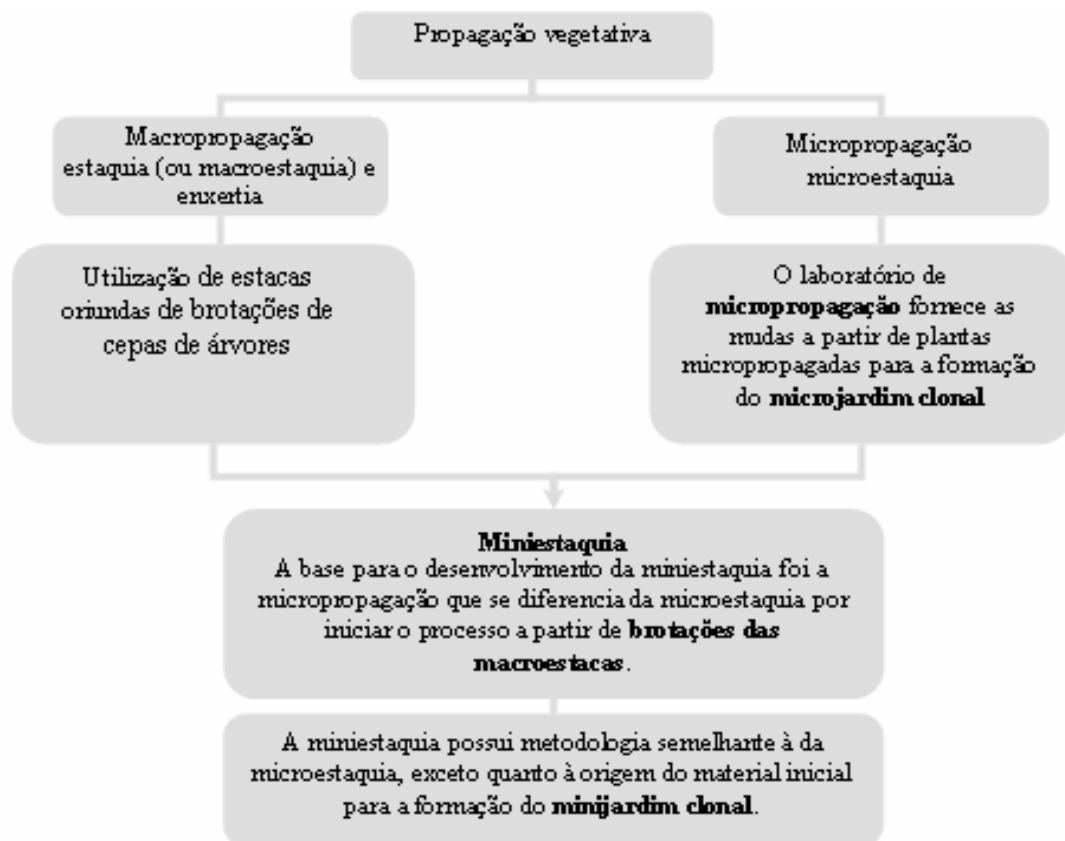 Propagação vegetativa
Macropropagação
estaquia (ou macroestaquia) e
enxertia
Micropropagação
microestaquia
Utilização de estacas
oriundas de brotações de
cepas de árvores
O laboratório de
micropropagação fornece as
mudas a partir de plantas
micropropagadas para a formação
do microjardim clonal
Miniestaquia
A base para o desenvolvimento da miniestaquia foi a
micropropagação que se diferencia da microestaquia por
iniciar o processo a partir de brotações das
macroestacas.
A miniestaquia possui metodologia semelhante à da
microestaquia, exceto quanto à origem do material inicial
para a formação do minijardim clonal.